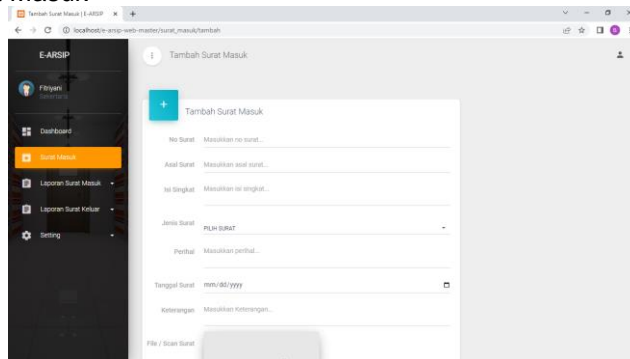 Tambah Surat Masuk | E-ARSIP
localhost/e-arsip-web-master/surat_masuk/tambah
E-ARSIP
Tambah Surat Masuk
Fitriyani
Sekretaris
Tambah Surat Masuk
Dashboard
No Surat Masukkan no surat...
Surat Masuk
Asal Surat Masukkan asal surat...
Laporan Surat Masuk
Isi Singkat Masukkan isi singkat...
Laporan Surat Keluar
Jenis Surat PILIH SURAT
Setting
Perihal Masukkan perihal...
Tanggal Surat mm/dd/yyyy
Keterangan Masukkan Keterangan...
File / Scan Surat